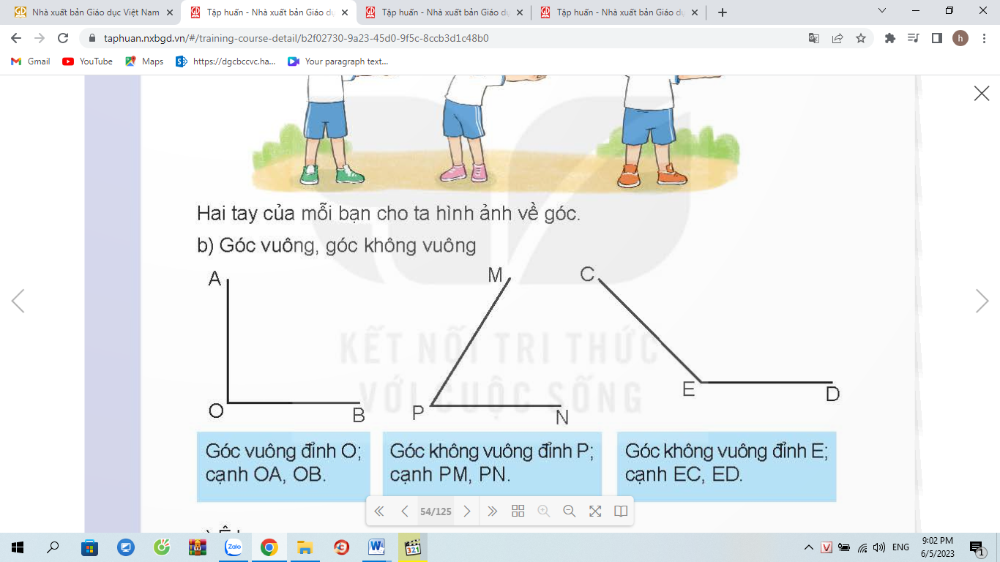 Nhà xuất bản Giáo dục Việt Nam
Tập huấn - Nhà xuất bản Giáo dụ
Tập huấn - Nhà xuất bản Giáo dụ
Tập huấn - Nhà xuất bản Giáo dụ
taphuan.nxbgd.vn/#/training-course-detail/b2f02730-9a23-45d0-9f5c-8ccb3d1c48b0
h
Gmail
YouTube
Maps
https://dgcbccvc.ha...
Your paragraph text...
Hai tay của mỗi bạn cho ta hình ảnh về góc.
b) Góc vuông, góc không vuông
A
M
C
KẾT NỐI TRI THỨC
VỚI CUỘC SỐNG
O
B
P
N
E
D
Góc vuông đỉnh O;
cạnh OA, OB.
Góc không vuông đỉnh P;
cạnh PM, PN.
Góc không vuông đỉnh E;
cạnh EC, ED.
54/125
Zalo
321
V
ENG
9:02 PM
6/5/2023
1